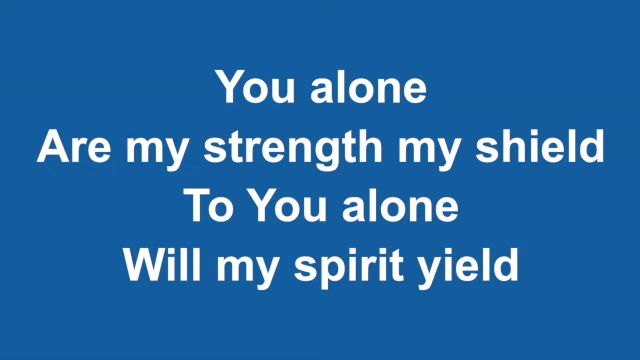 You alone
Are my strength my shield
To You alone
Will my spirit yield